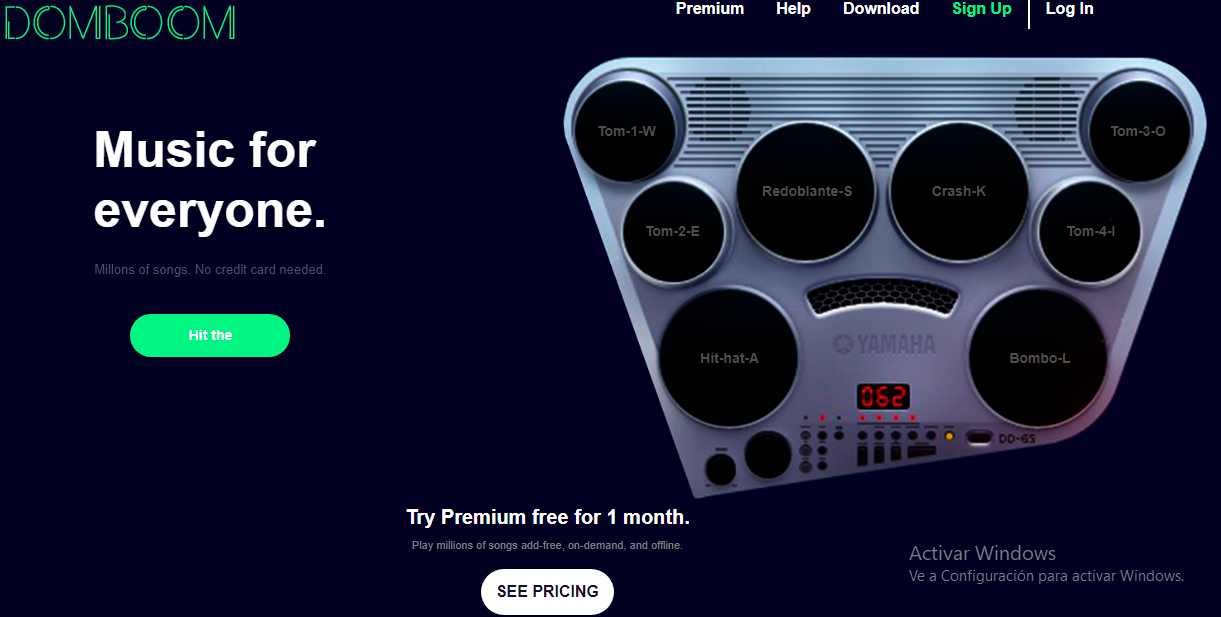 DOMBOOM
Premium Help Download Sign Up Log In
Music for
everyone.
Millons of songs. No credit card needed.
Hit the
Tom-1-W
Tom-3-O
Redoblante-S
Crash-K
Tom-2-E
Tom-4-I
YAMAHA
Hit-hat-A
Bombo-L
062
DD-65
Try Premium free for 1 month.
Play millions of songs add-free, on-demand, and offline.
SEE PRICING
Activar Windows
Ve a Configuración para activar Windows.